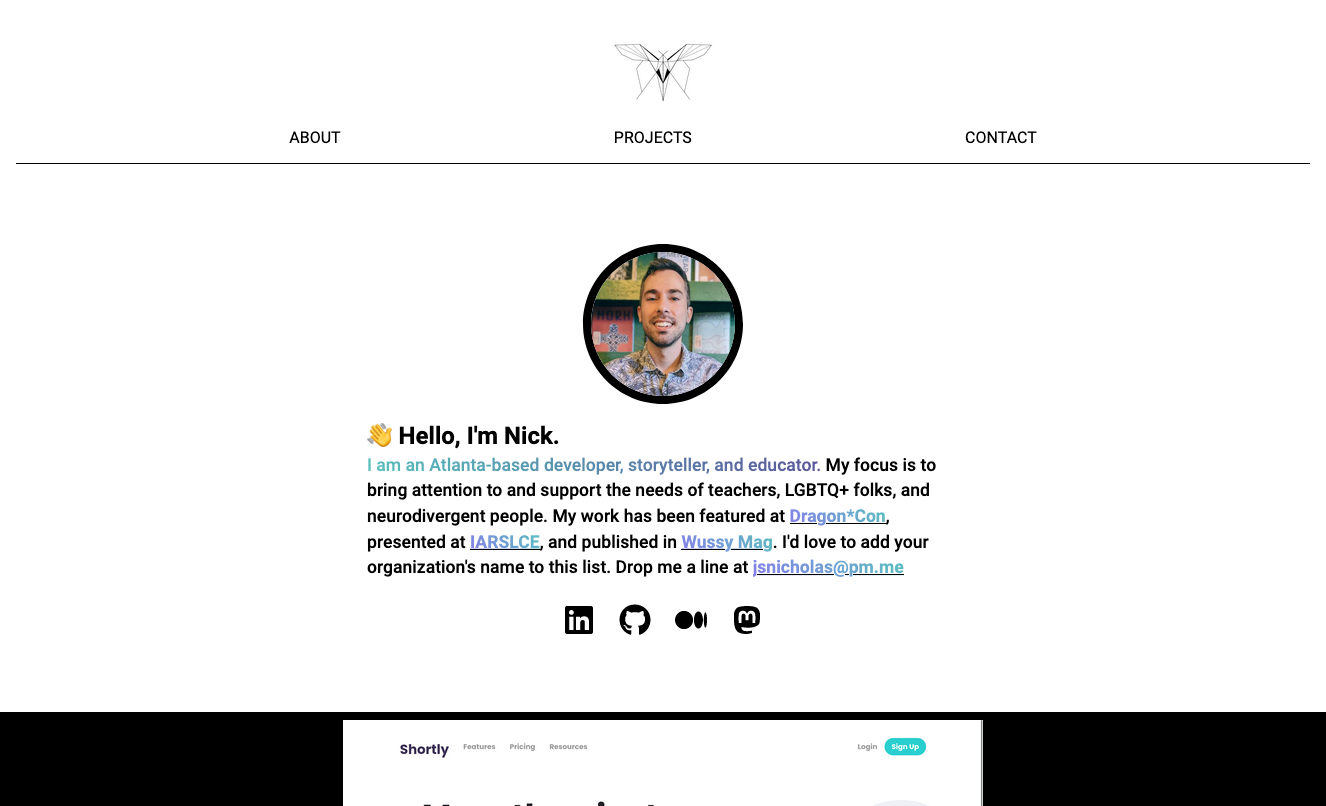 ABOUT PROJECTS CONTACT
👋 Hello, I'm Nick.
I am an Atlanta-based developer, storyteller, and educator. My focus is to
bring attention to and support the needs of teachers, LGBTQ+ folks, and
neurodivergent people. My work has been featured at Dragon*Con,
presented at IARSLCE, and published in Wussy Mag. I'd love to add your
organization's name to this list. Drop me a line at jsnicholas@pm.me
Shortly Features Pricing Resources Login Sign Up